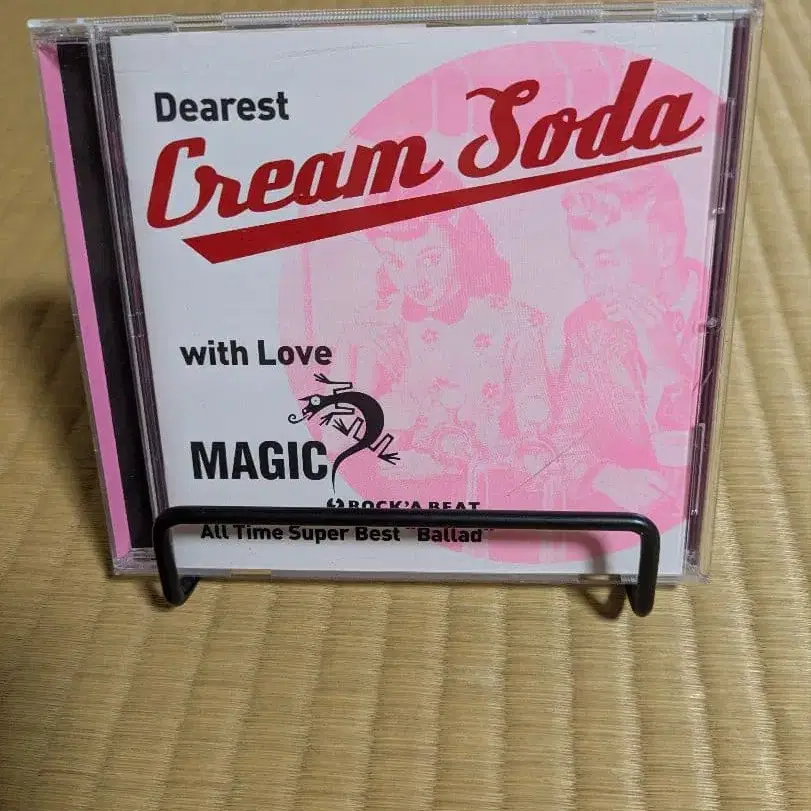 Dearest
Cream Soda
with Love
MAGIC
ROCK'A BEAT
All Time Super Best "Ballad"